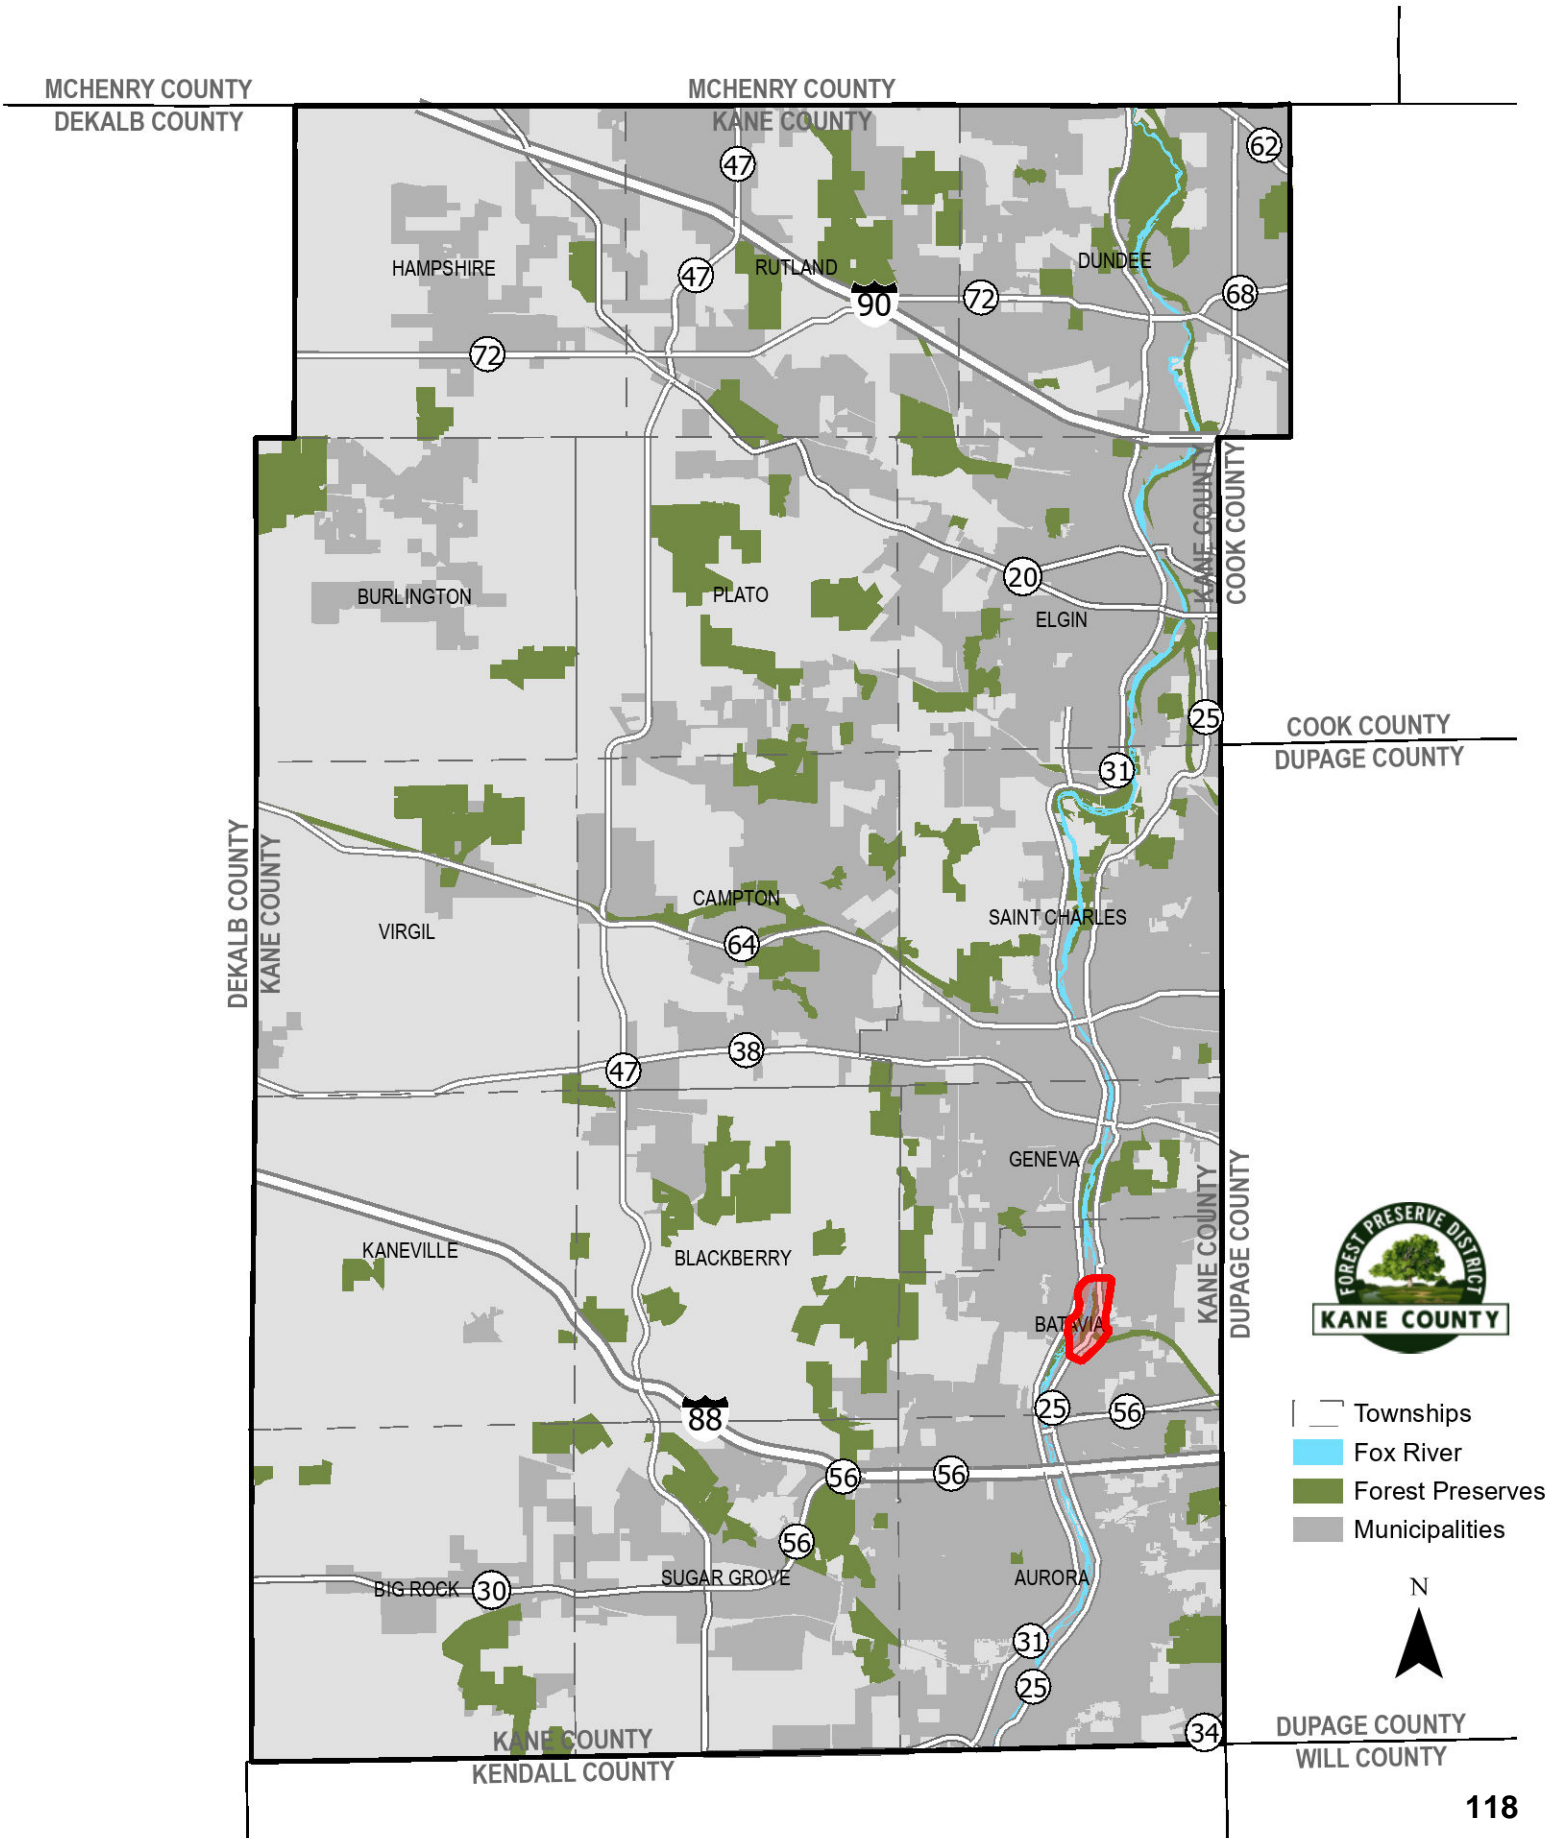 MCHENRY COUNTY
MCHENRY COUNTY
DEKALB COUNTY
KANE COUNTY
62
47
HAMPSHIRE
47
RUTLAND
DUNDEE
90
72
68
72
KANE COUNTY
COOK COUNTY
20
BURLINGTON
PLATO
ELGIN
25
COOK COUNTY
DUPAGE COUNTY
31
DEKALB COUNTY
KANE COUNTY
CAMPTON
VIRGIL
64
SAINT CHARLES
38
47
GENEVA
KANE COUNTY
DUPAGE COUNTY
KANEVILLE
BLACKBERRY
FOREST PRESERVE DISTRICT
KANE COUNTY
BATAVIA
88
25
56
Townships
Fox River
56
56
Forest Preserves
56
Municipalities
BIG ROCK
30
SUGAR GROVE
AURORA
N
31
25
34
KANE COUNTY
KENDALL COUNTY
DUPAGE COUNTY
WILL COUNTY
118